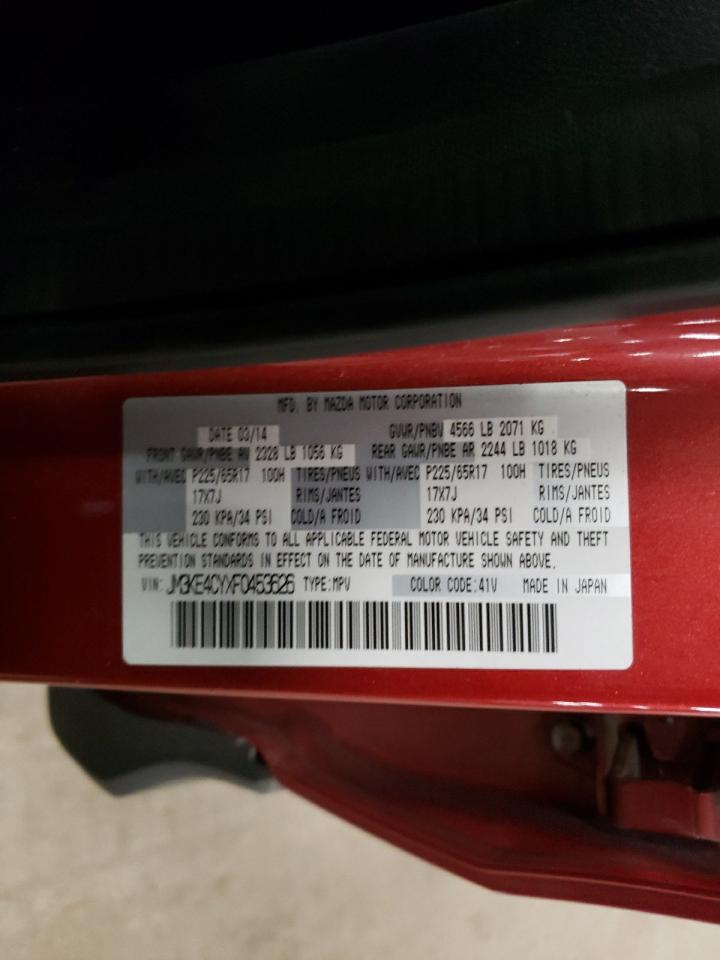 MFD. BY MAZDA MOTOR CORPORATION
DATE 03/14 GVWR/PNBV 4566 LB 2071 KG
FRONT GAWR/PNBE AV 2328 LB 1056 KG REAR GAWR/PNBE AR 2244 LB 1018 KG
WITH/AVEC P225/65R17 100H TIRES/PNEUS WITH/AVEC P225/65R17 100H TIRES/PNEUS
17X7J RIMS/JANTES 17X7J RIMS/JANTES
230 KPA/34 PSI COLD/A FROID 230 KPA/34 PSI COLD/A FROID
THIS VEHICLE CONFORMS TO ALL APPLICABLE FEDERAL MOTOR VEHICLE SAFETY AND THEFT
PREVENTION STANDARDS IN EFFECT ON THE DATE OF MANUFACTURE SHOWN ABOVE.
VIN: JM3KE4CYXF0453626 TYPE:MPV COLOR CODE:41V MADE IN JAPAN